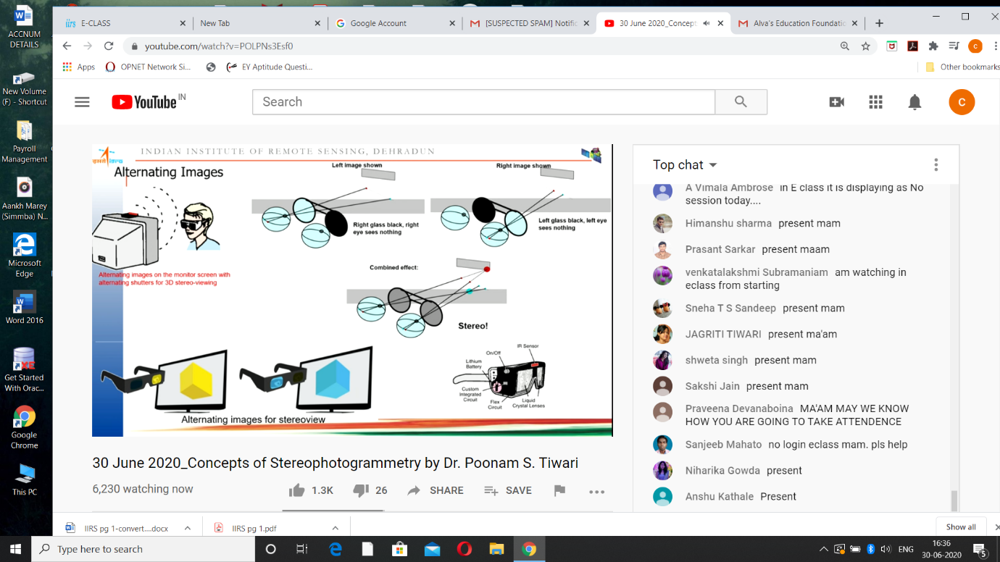 ACCNUM
DETAILS
New Volume
(F) - Shortcut
Payroll
Management
Aankh Marey
(Simmba) N...
Microsoft
Edge
Word 2016
Get Started
With Orac...
Google
Chrome
This PC
iirs E-CLASS
New Tab
Google Account
[SUSPECTED SPAM] Notific
30 June 2020_Concept
Alva's Education Foundatio
youtube.com/watch?v=POLPNs3Esf0
Apps
OPNET Network Si...
EY Aptitude Questi...
Other bookmarks
YouTube IN
Search
C
INDIAN INSTITUTE OF REMOTE SENSING, DEHRADUN
इसरो isro
Alternating Images
Left image shown
Right image shown
Right glass black, right
eye sees nothing
Left glass black, left eye
sees nothing
Alternating images on the monitor screen with
alternating shutters for 3D stereo-viewing
Combined effect:
Stereo!
IR Sensor
On/Off
Lithium
Battery
Custom
Integrated
Circuit
Flex
Circuit
Liquid
Crystal Lenses
Alternating images for stereoview
30 June 2020_Concepts of Stereophotogrammetry by Dr. Poonam S. Tiwari
6,230 watching now
1.3K
26
SHARE
SAVE
Top chat
A Vimala Ambrose in E class it is displaying as No
session today....
Himanshu sharma present mam
Prasant Sarkar present maam
venkatalakshmi Subramaniam am watching in
eclass from starting
Sneha T S Sandeep present mam
JAGRITI TIWARI present ma'am
shweta singh present mam
Sakshi Jain present mam
Praveena Devanaboina MA'AM MAY WE KNOW
HOW YOU ARE GOING TO TAKE ATTENDENCE
Sanjeeb Mahato no login eclass mam. pls help
Niharika Gowda present
Anshu Kathale Present
IIRS pg 1-convert....docx
IIRS pg 1.pdf
Show all
Type here to search
ENG
16:36
30-06-2020
5